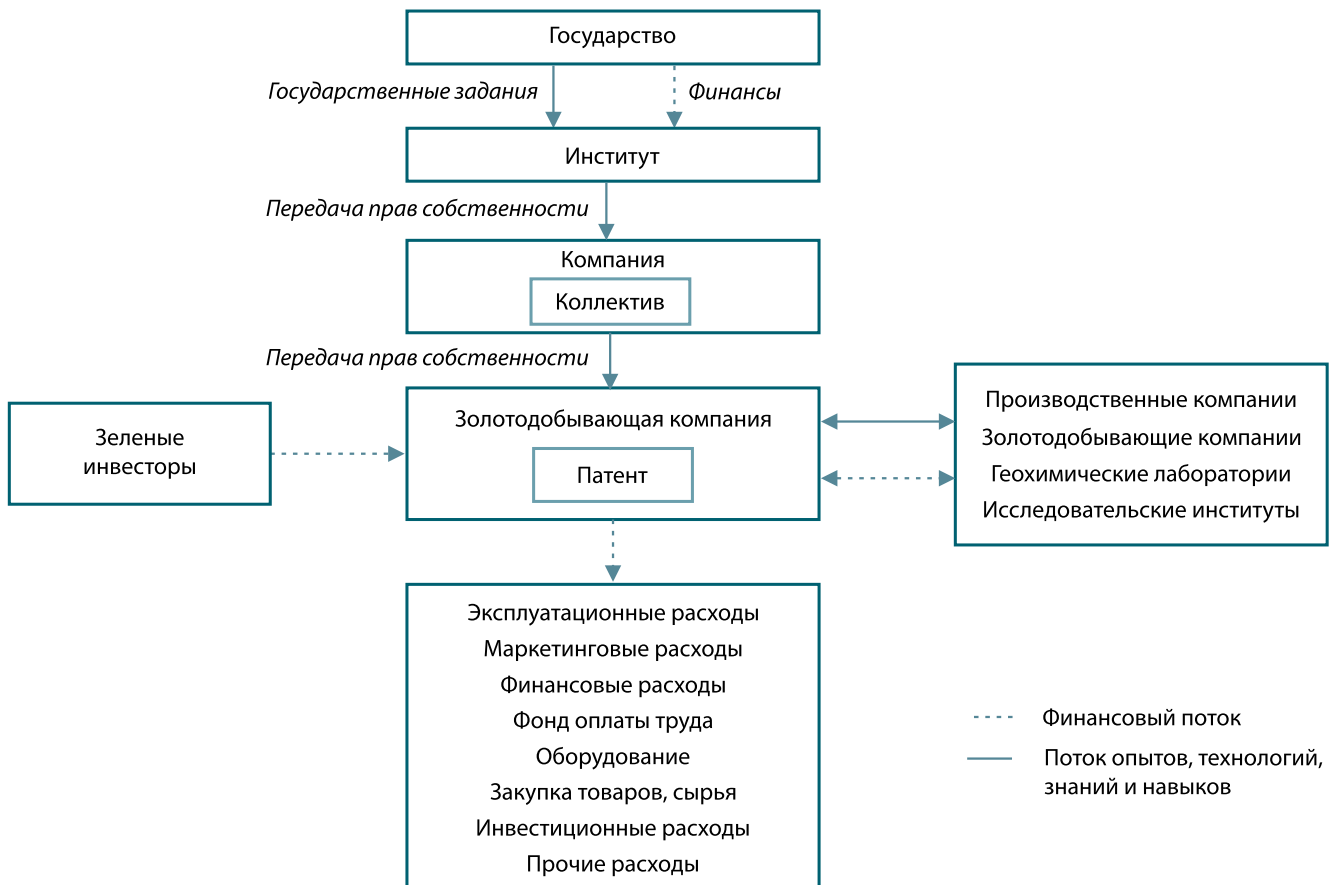 Государство
Государственные задания
Финансы
Институт
Передача прав собственности
Компания
Коллектив
Передача прав собственности
Зеленые
инвесторы
Золотодобывающая компания
Патент
Производственные компании
Золотодобывающие компании
Геохимические лаборатории
Исследовательские институты
Эксплуатационные расходы
Маркетинговые расходы
Финансовые расходы
Фонд оплаты труда
Оборудование
Закупка товаров, сырья
Инвестиционные расходы
Прочие расходы
Финансовый поток
Поток опытов, технологий,
знаний и навыков